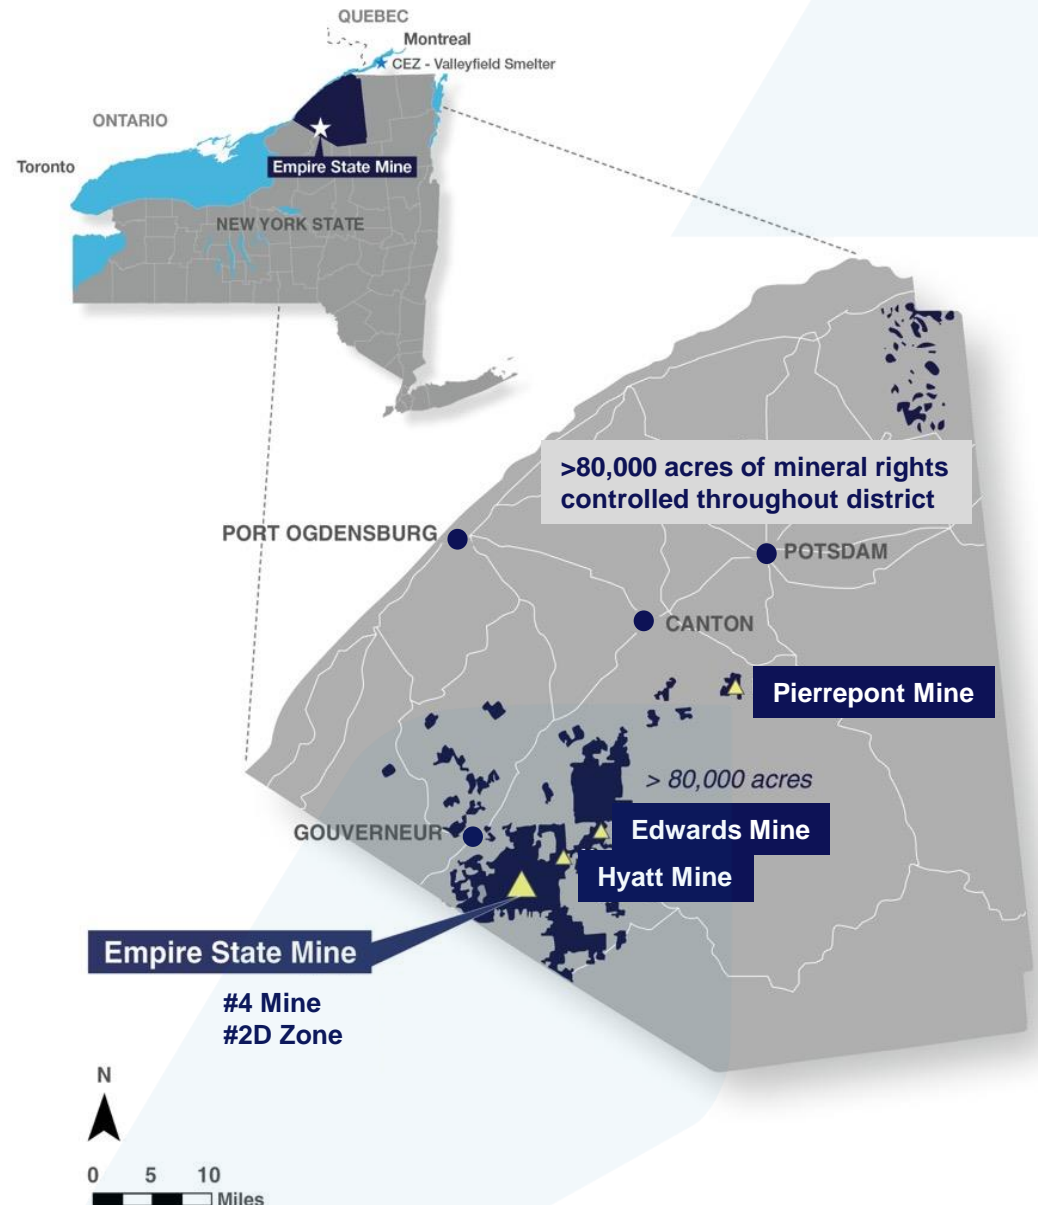 QUEBEC
Montreal
CEZ - Valleyfield Smelter
ONTARIO
Toronto
Empire State Mine
NEW YORK STATE
>80,000 acres of mineral rights
controlled throughout district
PORT OGDENSBURG
POTSDAM
CANTON
Pierrepont Mine
> 80,000 acres
GOUVERNEUR
Edwards Mine
Hyatt Mine
Empire State Mine
#4 Mine
#2D Zone
N
0 5 10
Miles